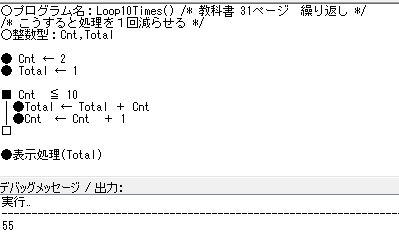 ○プログラム名：Loop10Times() /* 教科書 31ページ　繰り返し */
/* こうすると処理を１回減らせる */
○整数型：Cnt,Total
● Cnt ← 2
● Total ← 1
■ Cnt ≦ 10
│●Total ← Total + Cnt
│●Cnt ← Cnt + 1
□
●表示処理(Total)
デバッグメッセージ / 出力:
実行..
--------------------------------------------------
55